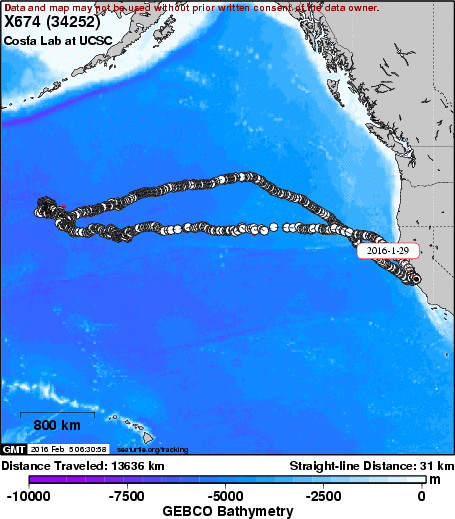 Data and map may not be used without prior written consent of the data owner.
X674 (34252)
Costa Lab at UCSC
2016-1-29
800 km
GMT 2016 Feb 5 06:30:58 seaturtle.org/tracking
Distance Traveled: 13636 km Straight-line Distance: 31 km
m
-10000 -7500 -5000 -2500 0
GEBCO Bathymetry